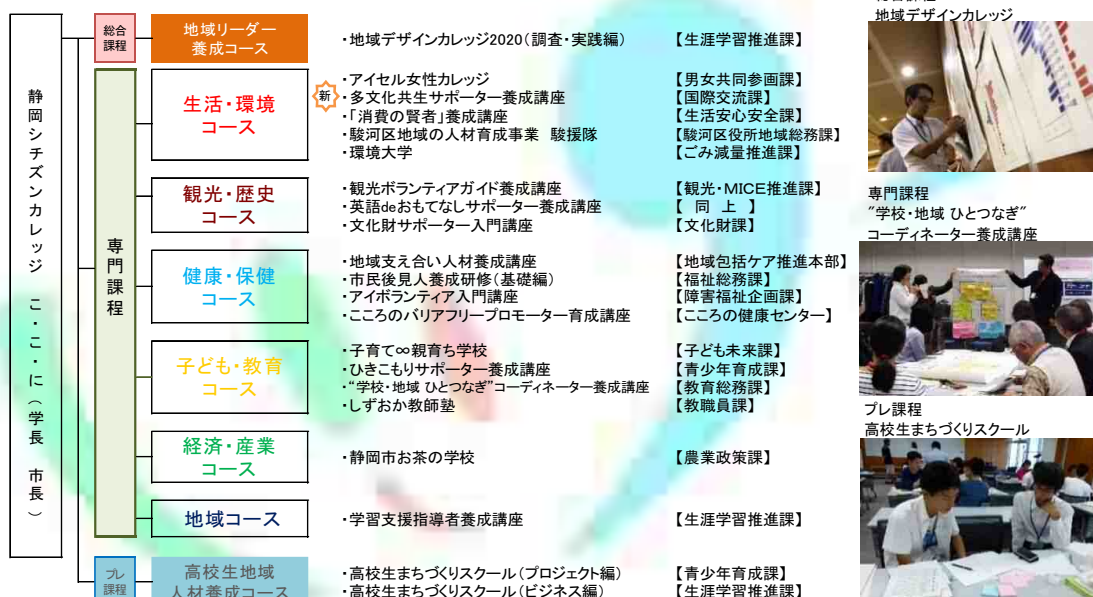 静岡シチズンカレッジ こ・こ・に（学長 市長）
総合
課程
地域リーダー
養成コース
・地域デザインカレッジ2020（調査・実践編） 【生涯学習推進課】
専門課程
生活・環境
コース
新
・アイセル女性カレッジ 【男女共同参画課】
・多文化共生サポーター養成講座 【国際交流課】
・「消費の賢者」養成講座 【生活安心安全課】
・駿河区地域の人材育成事業 駿援隊 【駿河区役所地域総務課】
・環境大学 【ごみ減量推進課】
観光・歴史
コース
・観光ボランティアガイド養成講座 【観光・MICE推進課】
・英語deおもてなしサポーター養成講座 【 同 上 】
・文化財サポーター入門講座 【文化財課】
健康・保健
コース
・地域支え合い人材養成講座 【地域包括ケア推進本部】
・市民後見人養成研修（基礎編） 【福祉総務課】
・アイボランティア入門講座 【障害福祉企画課】
・こころのバリアフリープロモーター育成講座 【こころの健康センター】
子ども・教育
コース
・子育て∞親育ち学校 【子ども未来課】
・ひきこもりサポーター養成講座 【青少年育成課】
・“学校・地域 ひとつなぎ”コーディネーター養成講座 【教育総務課】
・しずおか教師塾 【教職員課】
経済・産業
コース
・静岡市お茶の学校 【農業政策課】
地域コース
・学習支援指導者養成講座 【生涯学習推進課】
プレ
課程
高校生地域
人材養成コース
・高校生まちづくりスクール（プロジェクト編） 【青少年育成課】
・高校生まちづくりスクール（ビジネス編） 【生涯学習推進課】
地域デザインカレッジ
専門課程
“学校・地域 ひとつなぎ”
コーディネーター養成講座
プレ課程
高校生まちづくりスクール